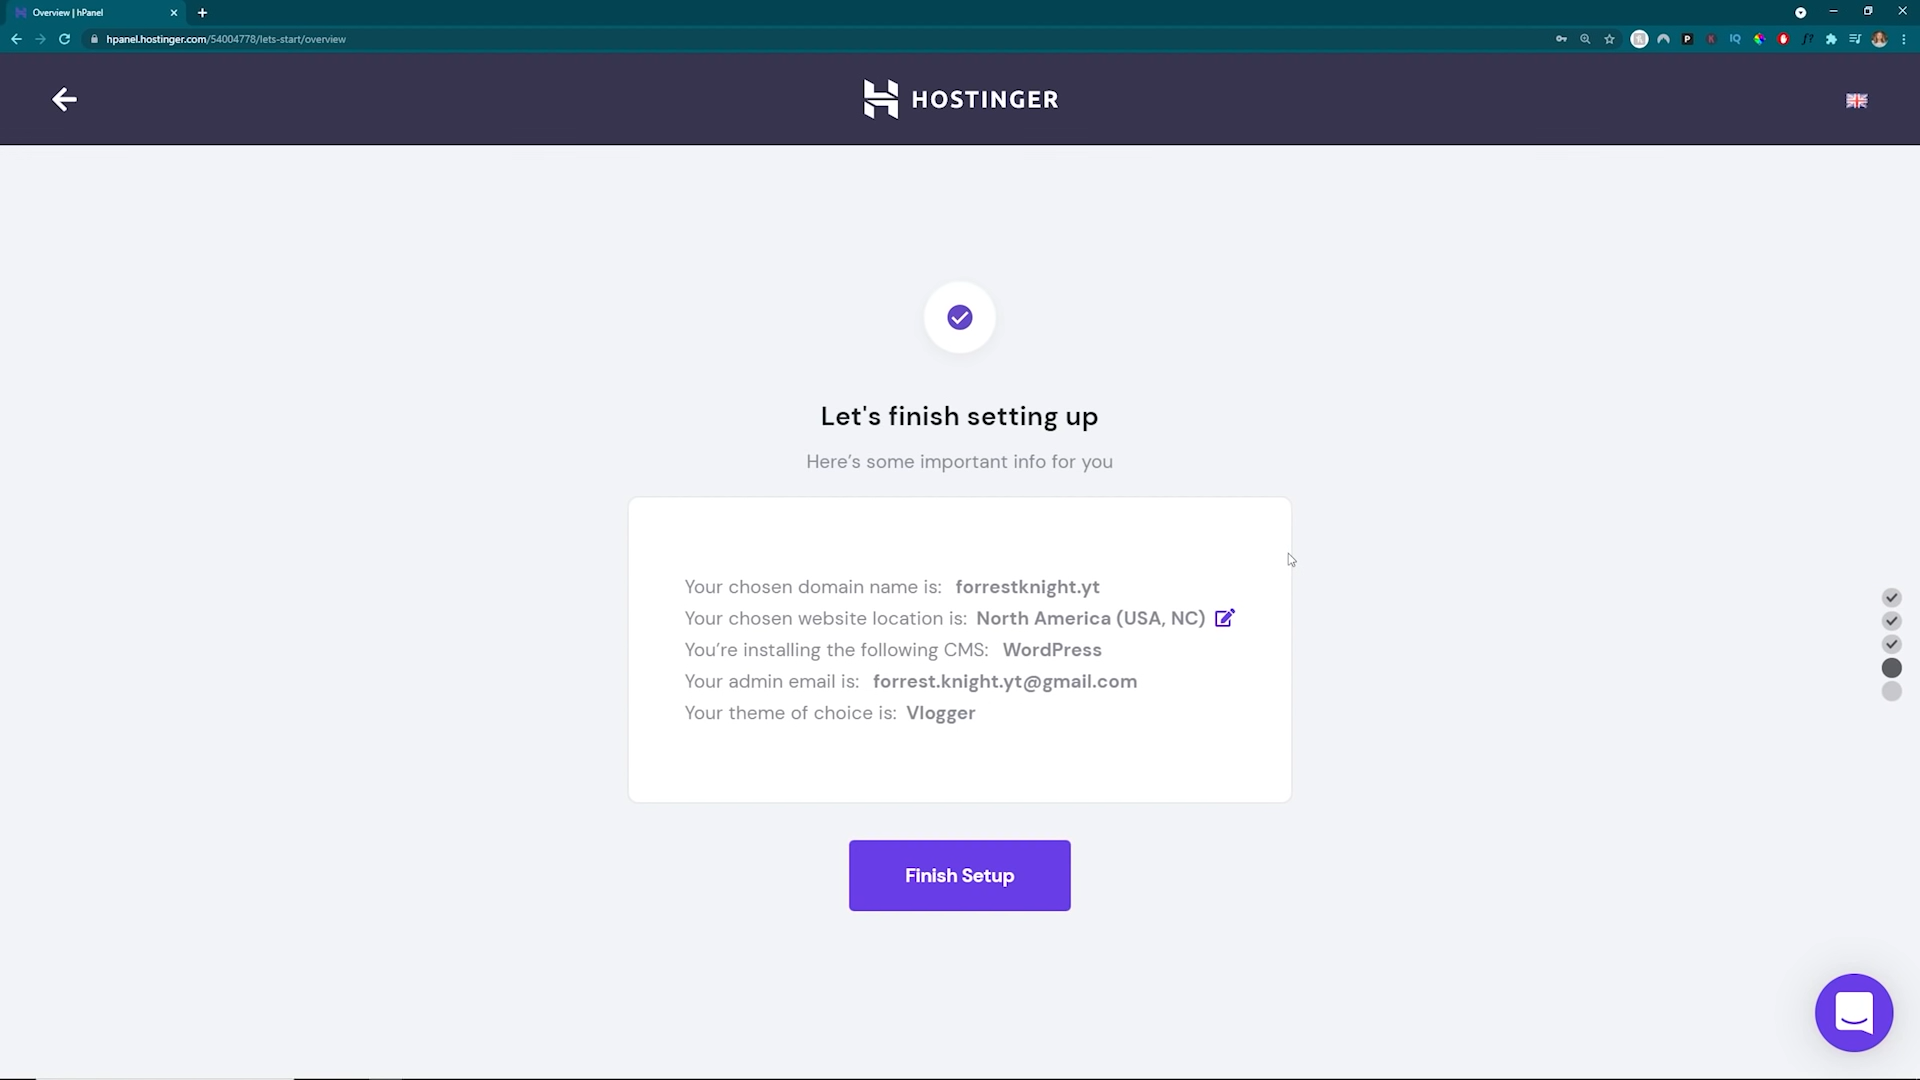 Overview | hPanel
hpanel.hostinger.com/54004778/lets-start/overview
HOSTINGER
Let's finish setting up
Here’s some important info for you
Your chosen domain name is: forrestknight.yt
Your chosen website location is: North America (USA, NC)
You’re installing the following CMS: WordPress
Your admin email is: forrest.knight.yt@gmail.com
Your theme of choice is: Vlogger
Finish Setup